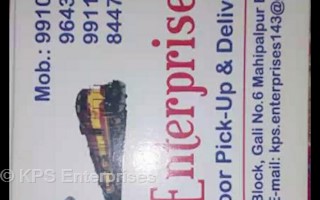 Mob.: 9910
9643
9911
8447
Enterprise
oor Pick-Up & Deliv
Block, Gali No.6 Mahipalpur
E-mail: kps.enterprises143@
© KPS Enterprises